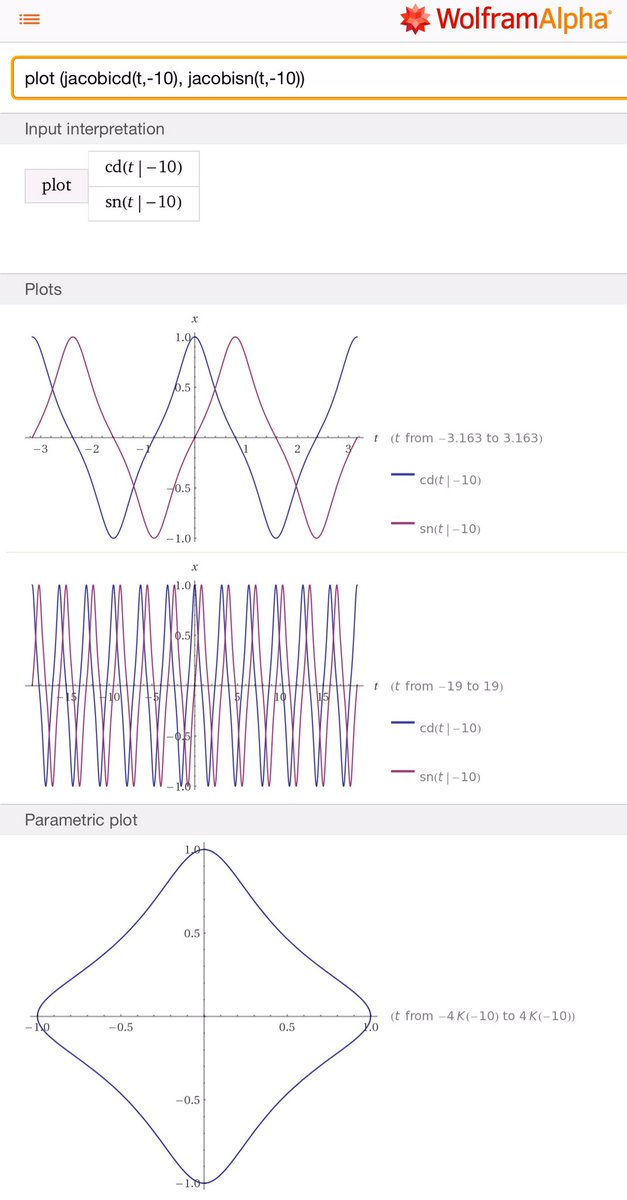 WolframAlpha
plot (jacobicd(t,-10), jacobisn(t,-10))
Input interpretation
plot
cd(t | −10)
sn(t | −10)
Plots
x
1.0
0.5
−3 −2 −1 1 2 3 t (t from −3.163 to 3.163)
cd(t | −10)
−0.5
sn(t | −10)
−1.0
x
1.0
0.5
−15 −10 −5 5 10 15 t (t from −19 to 19)
cd(t | −10)
−0.5
sn(t | −10)
−1.0
Parametric plot
1.0
0.5
−1.0 −0.5 0.5 1.0 (t from −4 K(−10) to 4 K(−10))
−0.5
−1.0